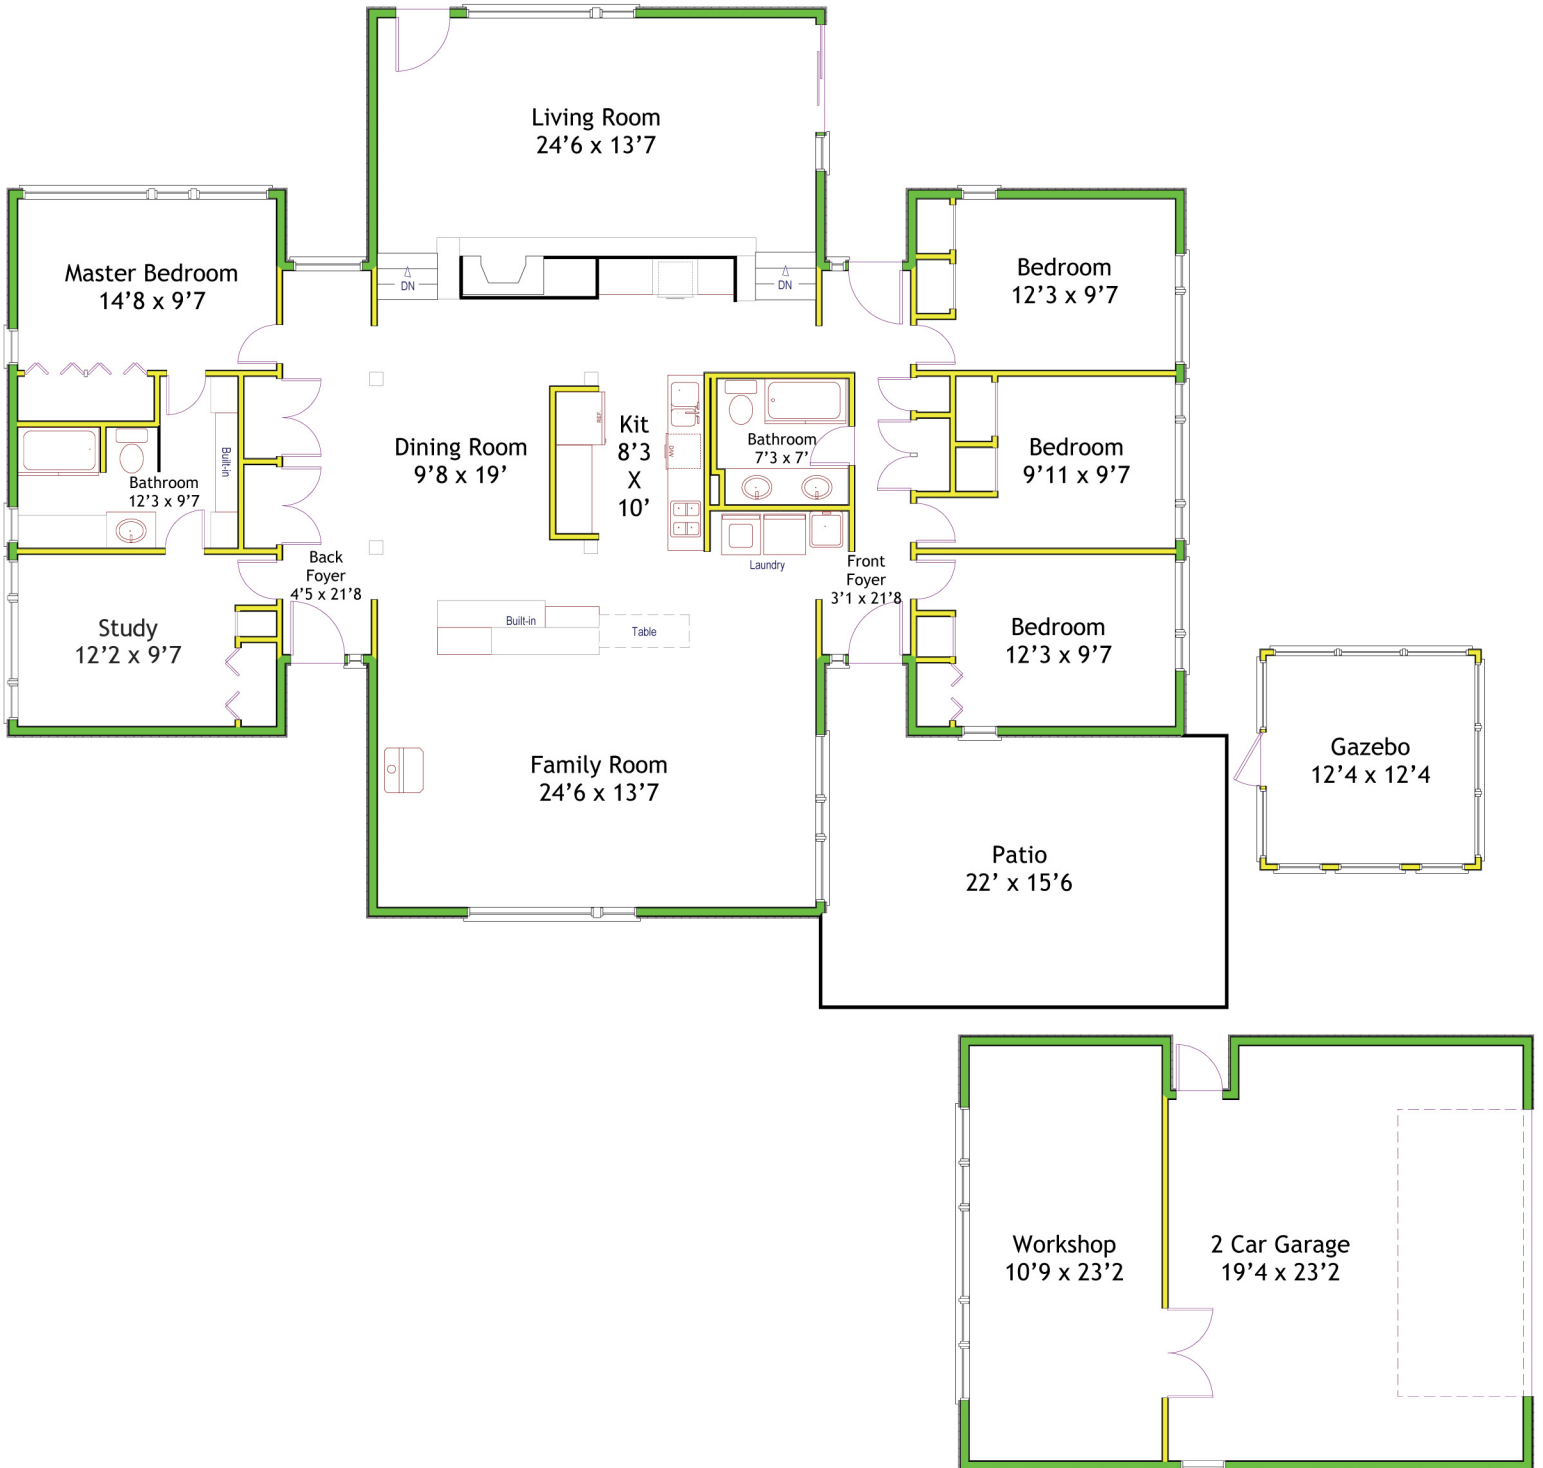 Living Room
24’6 x 13’7
Master Bedroom
14’8 x 9’7
DN
DN
Bedroom
12’3 x 9’7
Dining Room
9’8 x 19’
REF.
Kit
8’3
X
10’
D/W
Bathroom
7’3 x 7’
Bedroom
9’11 x 9’7
Built-in
Bathroom
12’3 x 9’7
Back
Foyer
4’5 x 21’8
Laundry
Front
Foyer
3’1 x 21’8
Study
12’2 x 9’7
Built-in
Table
Bedroom
12’3 x 9’7
Family Room
24’6 x 13’7
Gazebo
12’4 x 12’4
Patio
22’ x 15’6
Workshop
10’9 x 23’2
2 Car Garage
19’4 x 23’2